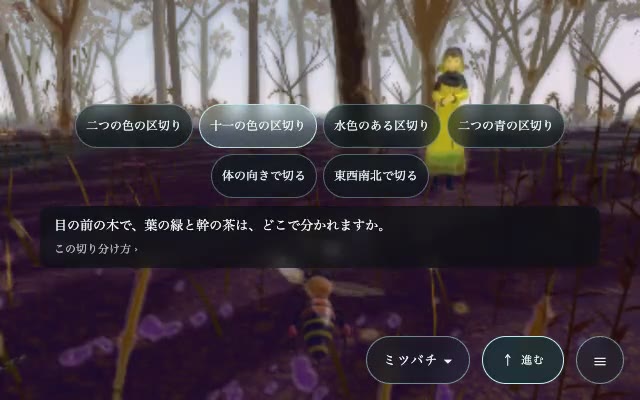 二つの色の区切り
十一の色の区切り
水色のある区切り
二つの青の区切り
体の向きで切る
東西南北で切る
目の前の木で、葉の緑と幹の茶は、どこで分かれますか。
この切り分け方 ›
ミツバチ
↑ 進む